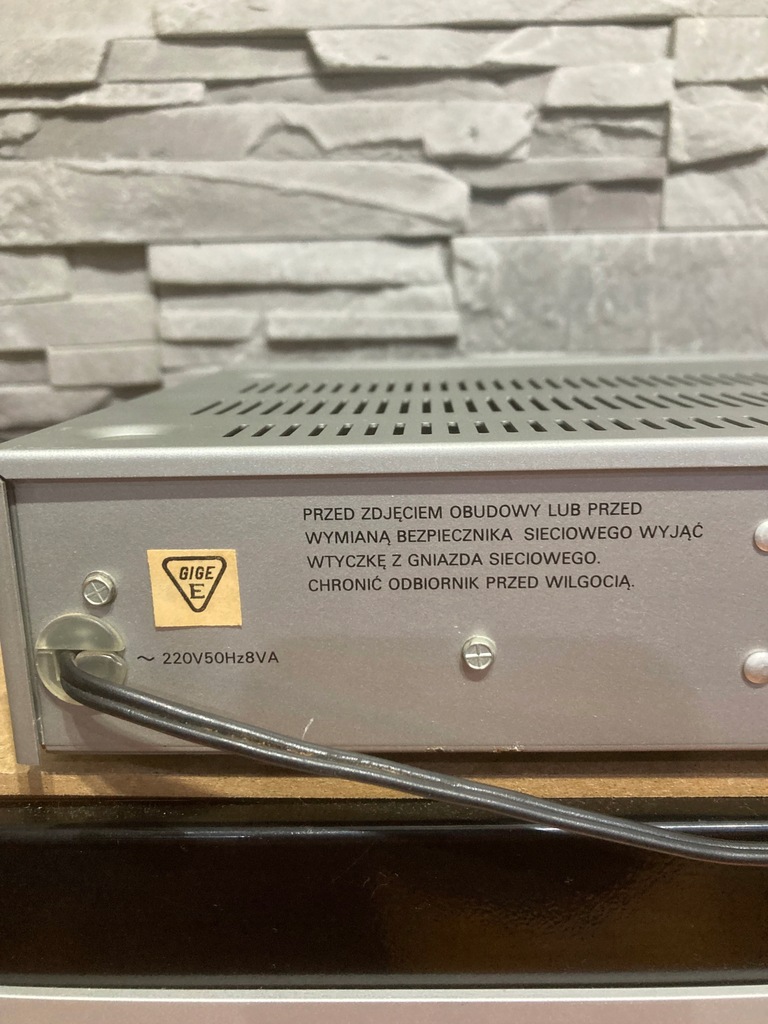 PRZED ZDJĘCIEM OBUDOWY LUB PRZED
WYMIANĄ BEZPIECZNIKA SIECIOWEGO WYJĄĆ
WTYCZKĘ Z GNIAZDA SIECIOWEGO.
CHRONIĆ ODBIORNIK PRZED WILGOCIĄ.
GIGE
E
~ 220V50Hz8VA